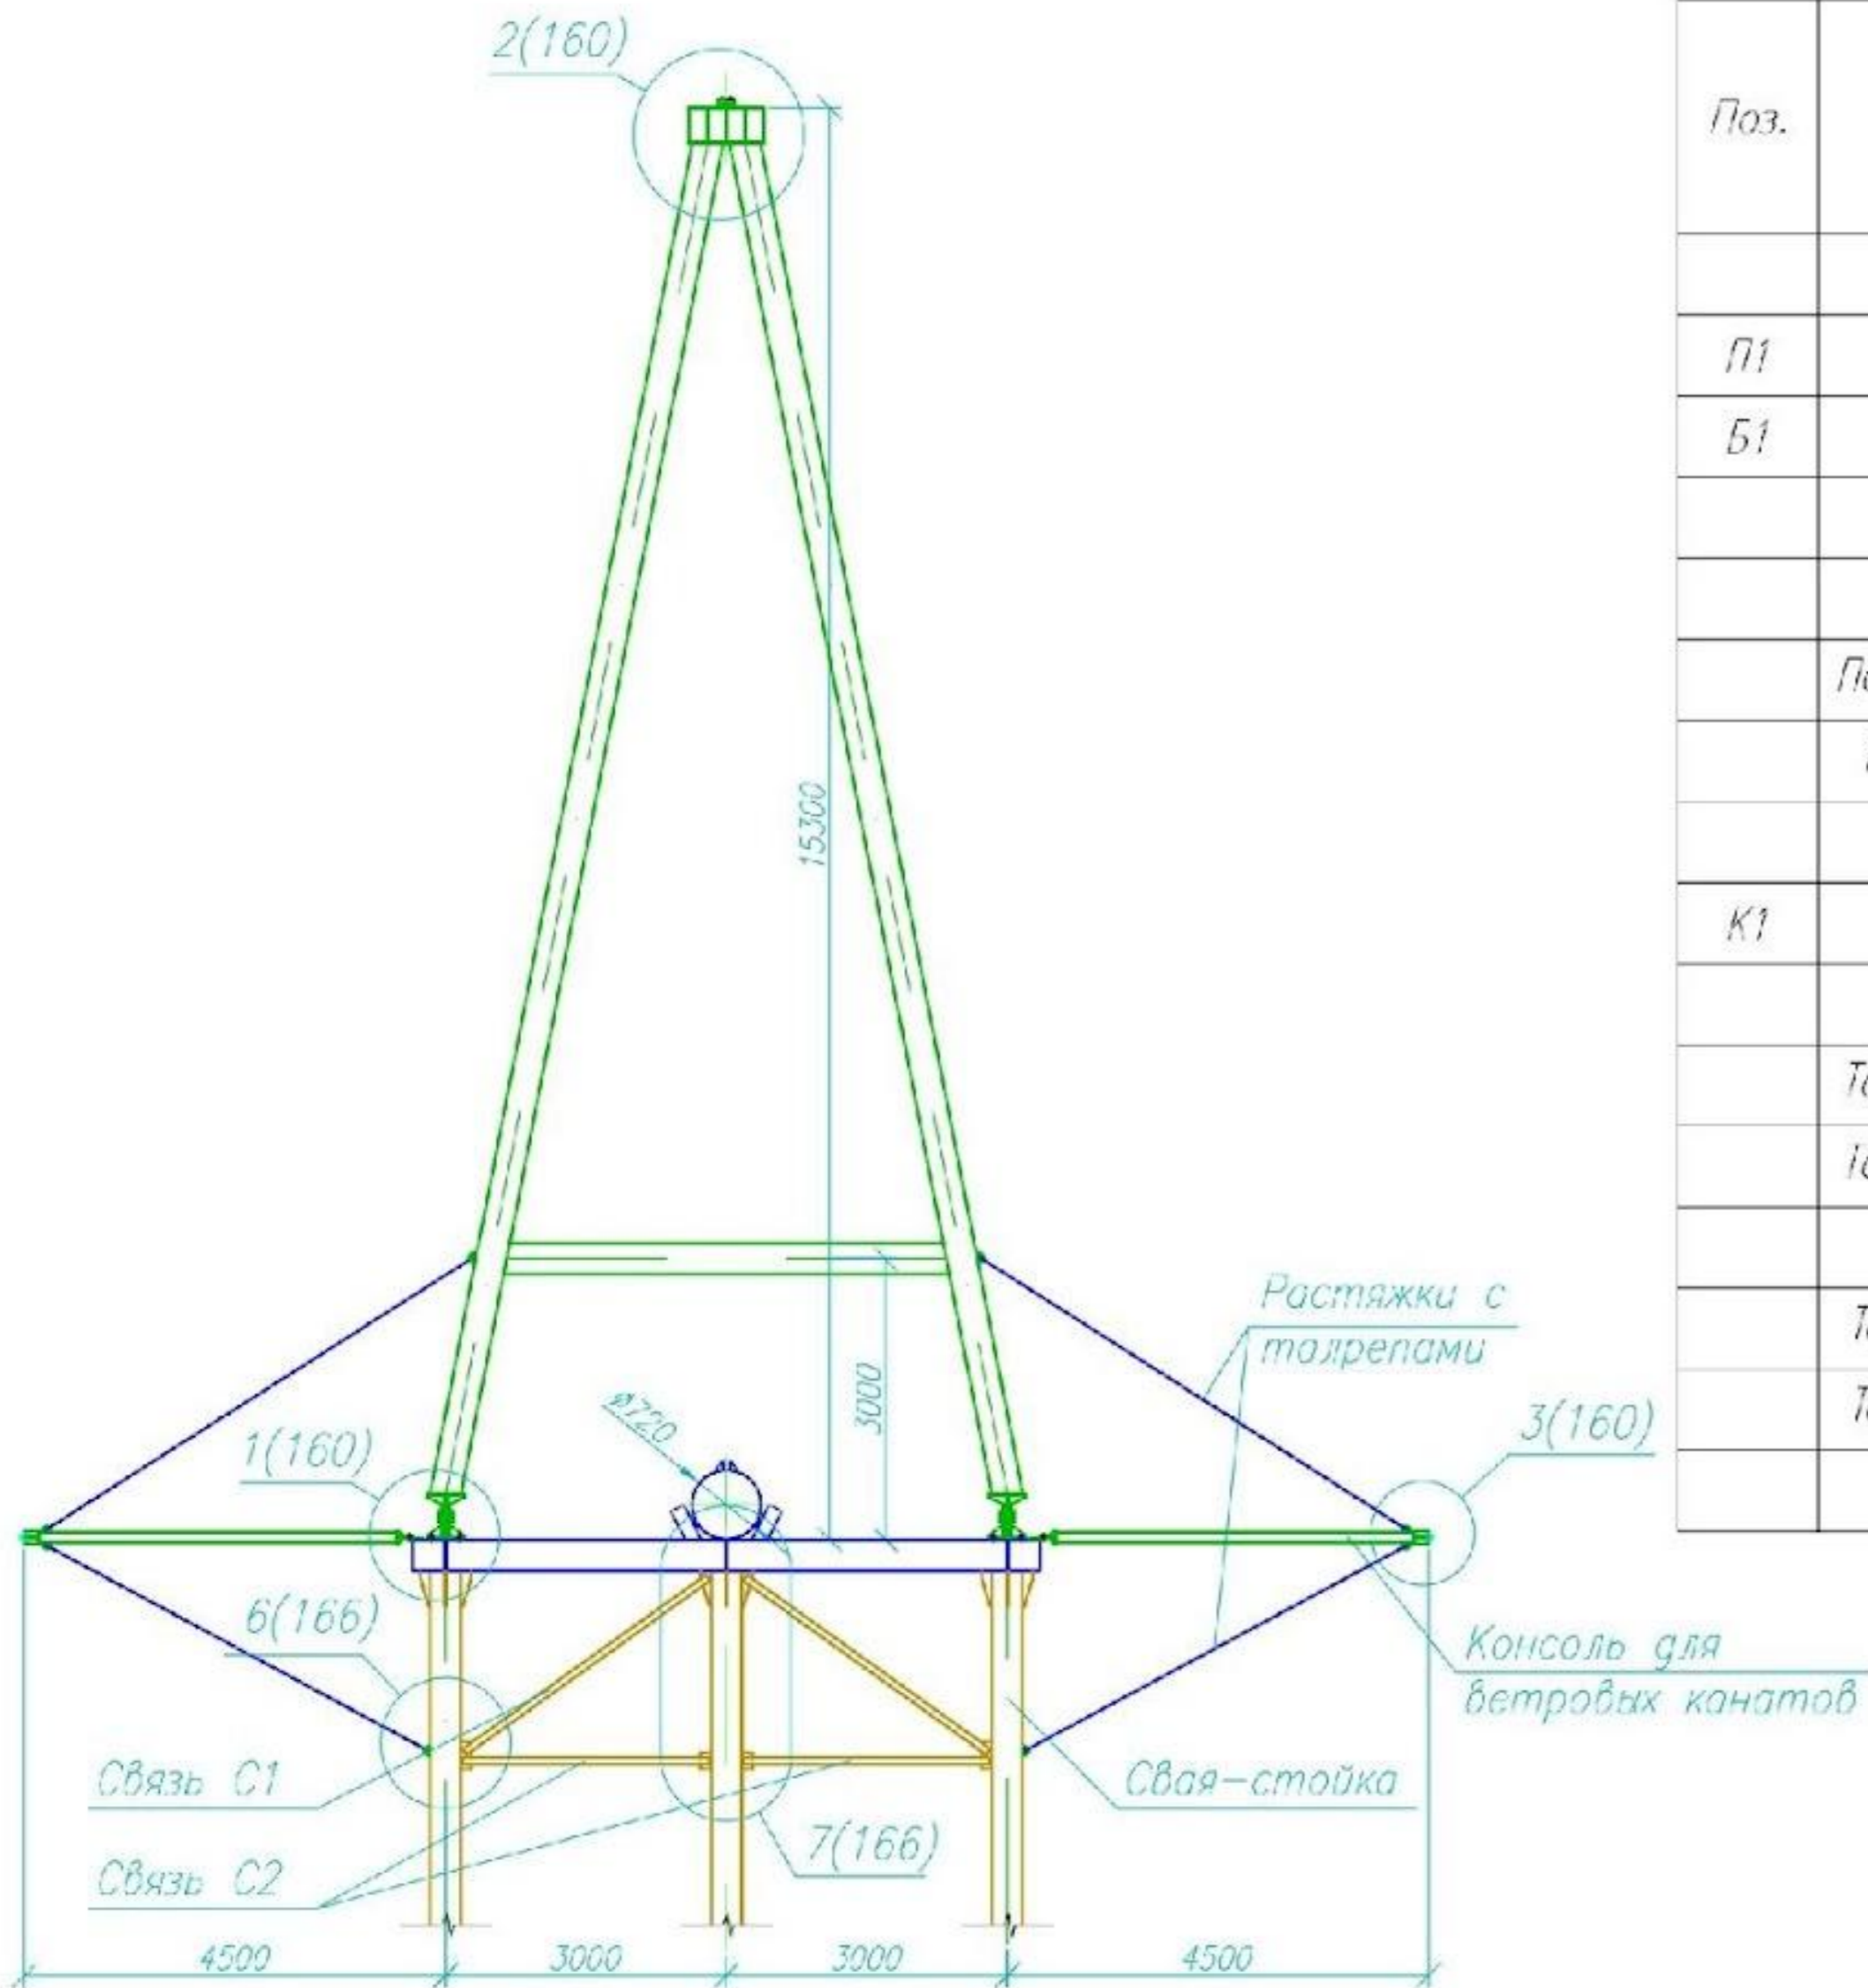 2(160)
Поз.
П1
Б1
15300
К1
Растяжки с
талрепами
3000
ø720
1(160)
3(160)
6(166)
Консоль для
ветровых канатов
Связь С1
Свая-стойка
7(166)
Связь С2
4500
3000
3000
4500